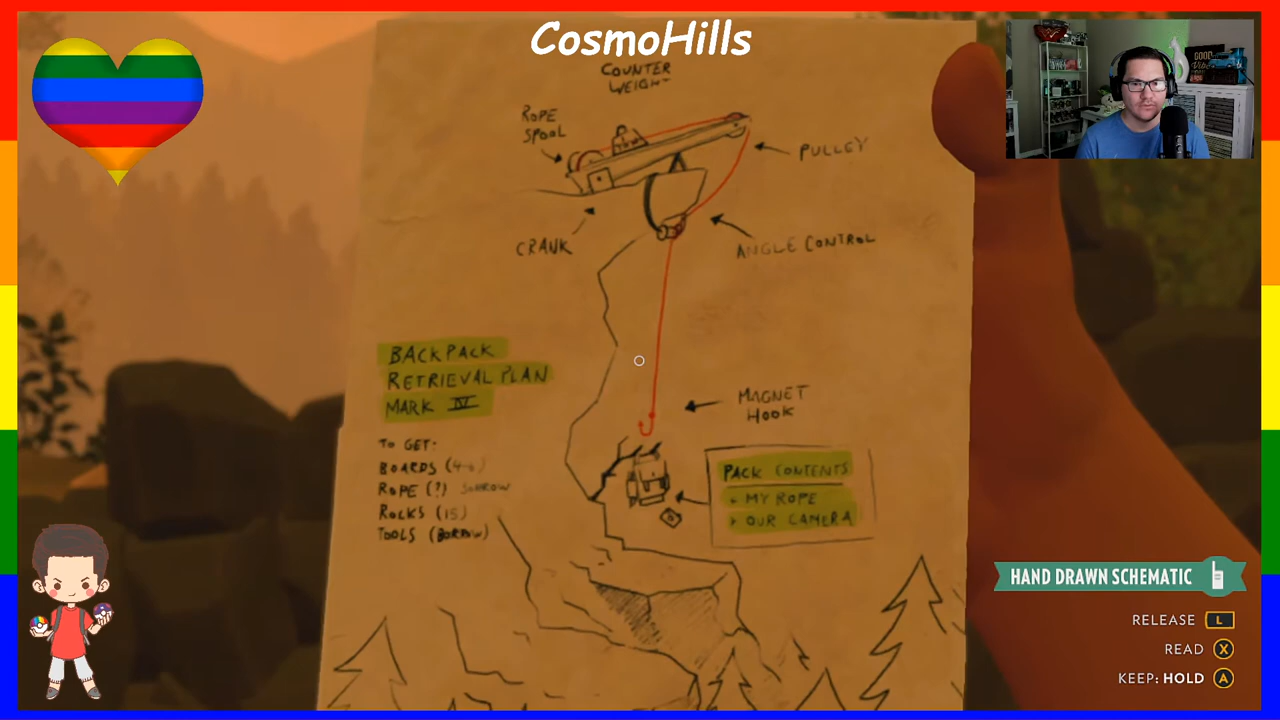 CosmoHills
COUNTER
WEIGHT
ROPE
SPOOL
PULLEY
CRANK
ANGLE CONTROL
BACKPACK
RETRIEVAL PLAN
MARK IV
MAGNET
HOOK
TO GET:
BOARDS (4-6)
ROPE (?) BORROW
ROCKS (15)
TOOLS (BORROW)
PACK CONTENTS
MY ROPE
OUR CAMERA
GOOD
HAND DRAWN SCHEMATIC
RELEASE L
READ X
KEEP: HOLD A